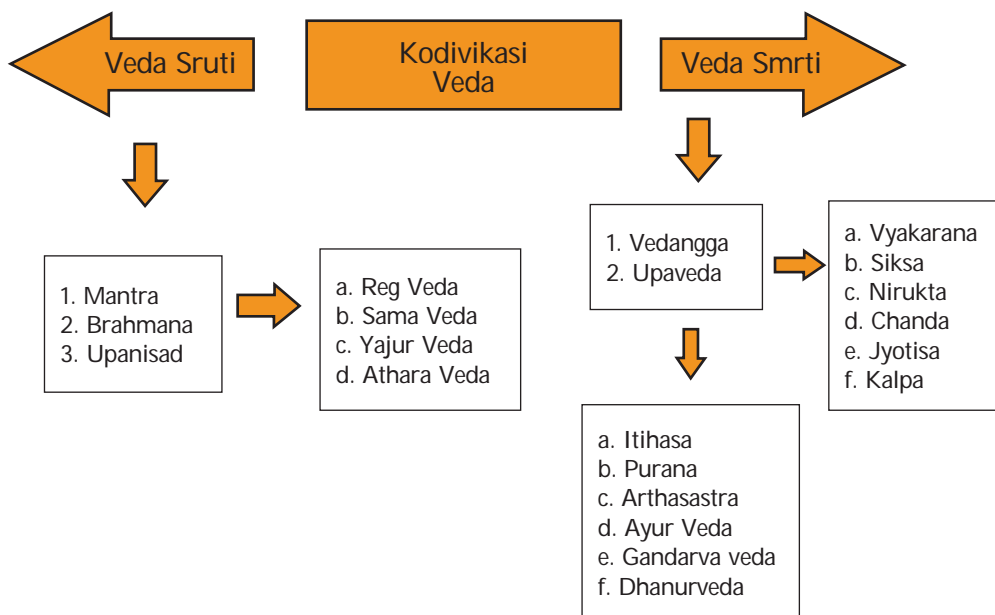 Veda Sruti
Kodivikasi
Veda
Veda Smrti
1. Mantra
2. Brahmana
3. Upanisad
a. Reg Veda
b. Sama Veda
c. Yajur Veda
d. Athara Veda
1. Vedangga
2. Upaveda
a. Vyakarana
b. Siksa
c. Nirukta
d. Chanda
e. Jyotisa
f. Kalpa
a. Itihasa
b. Purana
c. Arthasastra
d. Ayur Veda
e. Gandarva veda
f. Dhanurveda